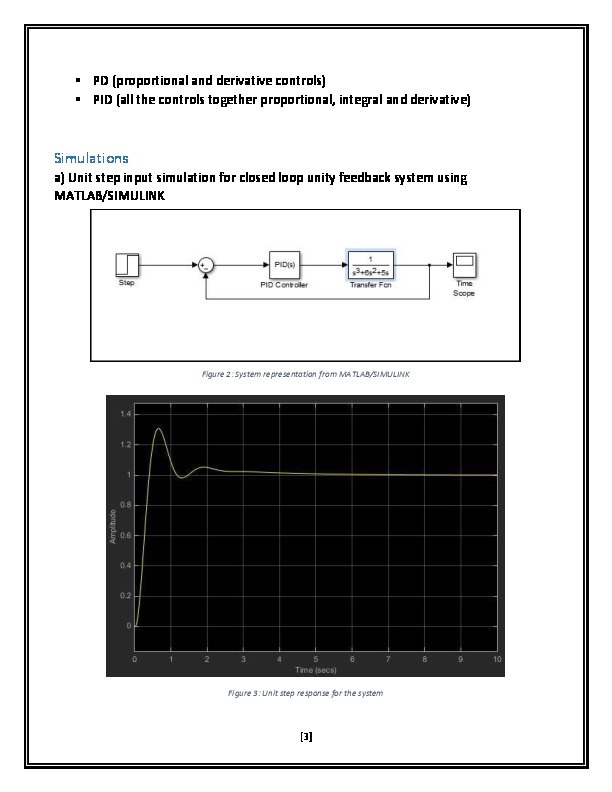 ▪ PD (proportional and derivative controls)
▪ PID (all the controls together proportional, integral and derivative)
Simulations
a) Unit step input simulation for closed loop unity feedback system using
MATLAB/SIMULINK
Step
PID(s)
PID Controller
1
s³+6s²+5s
Transfer Fcn
Time
Scope
Figure 2: System representation from MATLAB/SIMULINK
1.4
1.2
1
0.8
0.6
0.4
0.2
0
Amplitude
0 1 2 3 4 5 6 7 8 9 10
Time (secs)
Figure 3: Unit step response for the system
[3]